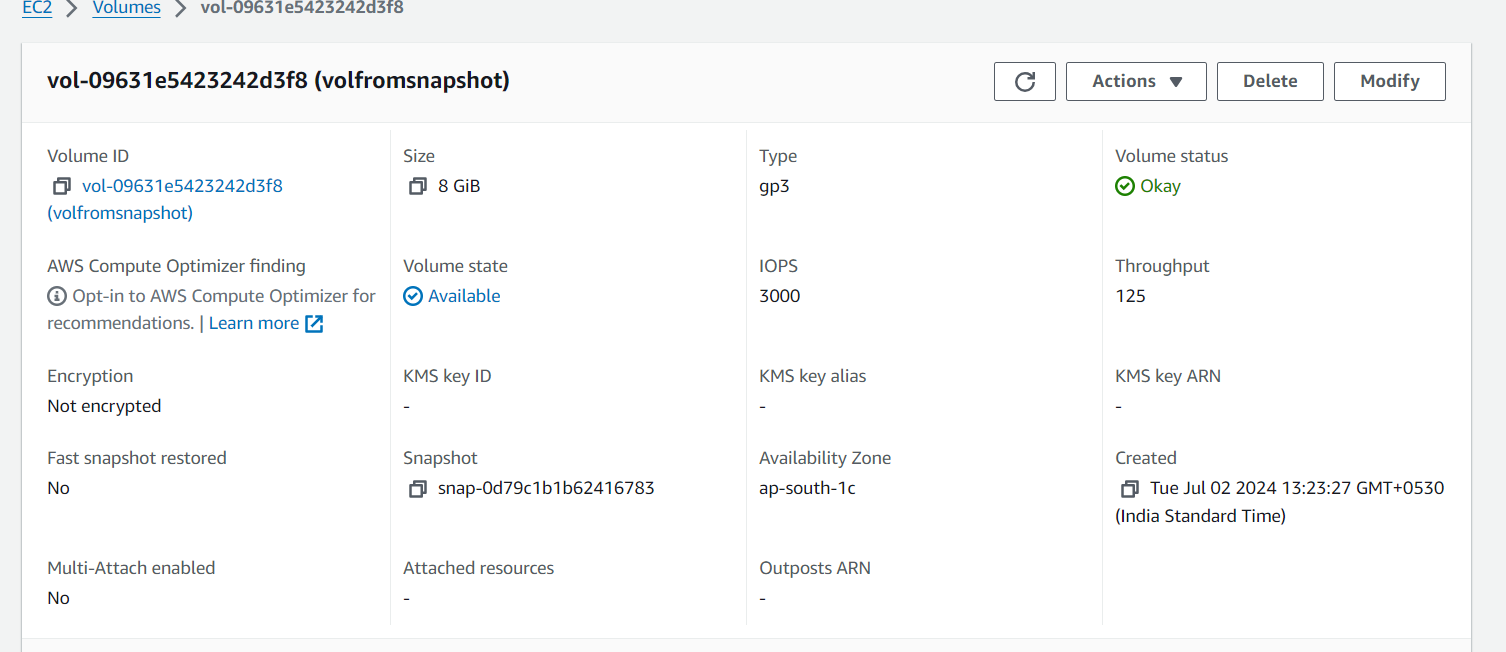 EC2 > Volumes > vol-09631e5423242d3f8
vol-09631e5423242d3f8 (volfromsnapshot)
Actions ▼
Delete
Modify
Volume ID
vol-09631e5423242d3f8
(volfromsnapshot)
Size
8 GiB
Type
gp3
Volume status
Okay
AWS Compute Optimizer finding
Opt-in to AWS Compute Optimizer for
recommendations. | Learn more
Volume state
Available
IOPS
3000
Throughput
125
Encryption
Not encrypted
KMS key ID
-
KMS key alias
-
KMS key ARN
-
Fast snapshot restored
No
Snapshot
snap-0d79c1b1b62416783
Availability Zone
ap-south-1c
Created
Tue Jul 02 2024 13:23:27 GMT+0530
(India Standard Time)
Multi-Attach enabled
No
Attached resources
-
Outposts ARN
-